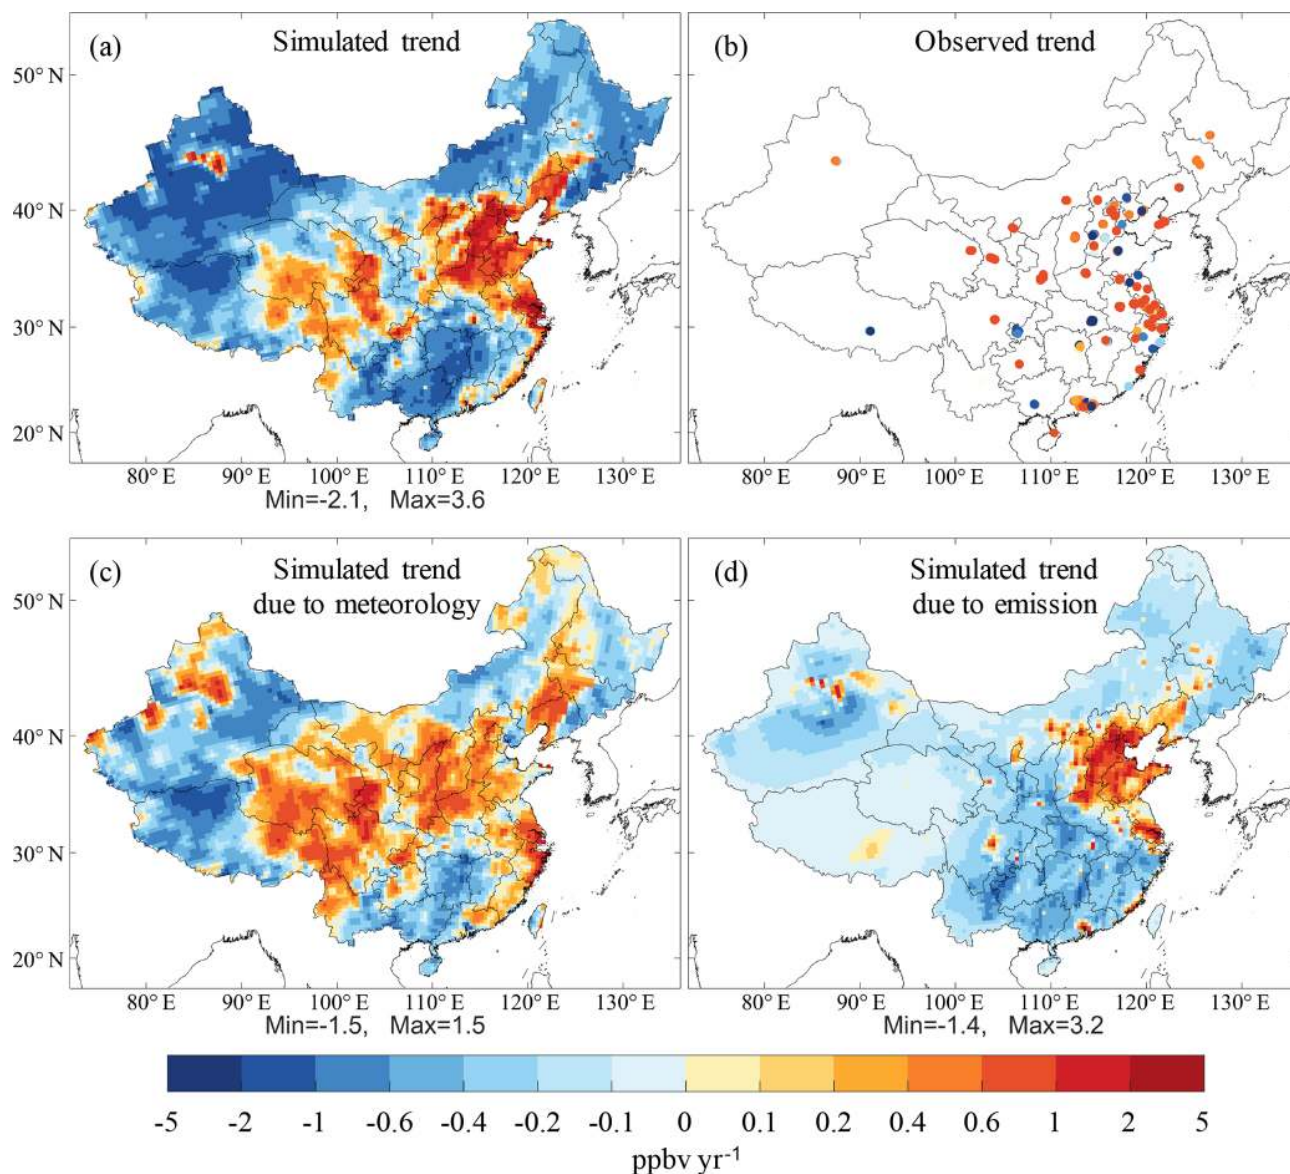 (a) Simulated trend
(b) Observed trend
50° N
40° N
30° N
20° N
80° E 90° E 100° E 110° E 120° E 130° E
80° E 90° E 100° E 110° E 120° E 130° E
Min=-2.1, Max=3.6
(c) Simulated trend
due to meteorology
(d) Simulated trend
due to emission
50° N
40° N
30° N
20° N
80° E 90° E 100° E 110° E 120° E 130° E
80° E 90° E 100° E 110° E 120° E 130° E
Min=-1.5, Max=1.5
Min=-1.4, Max=3.2
-5 -2 -1 -0.6 -0.4 -0.2 -0.1 0 0.1 0.2 0.4 0.6 1 2 5
ppbv yr⁻¹